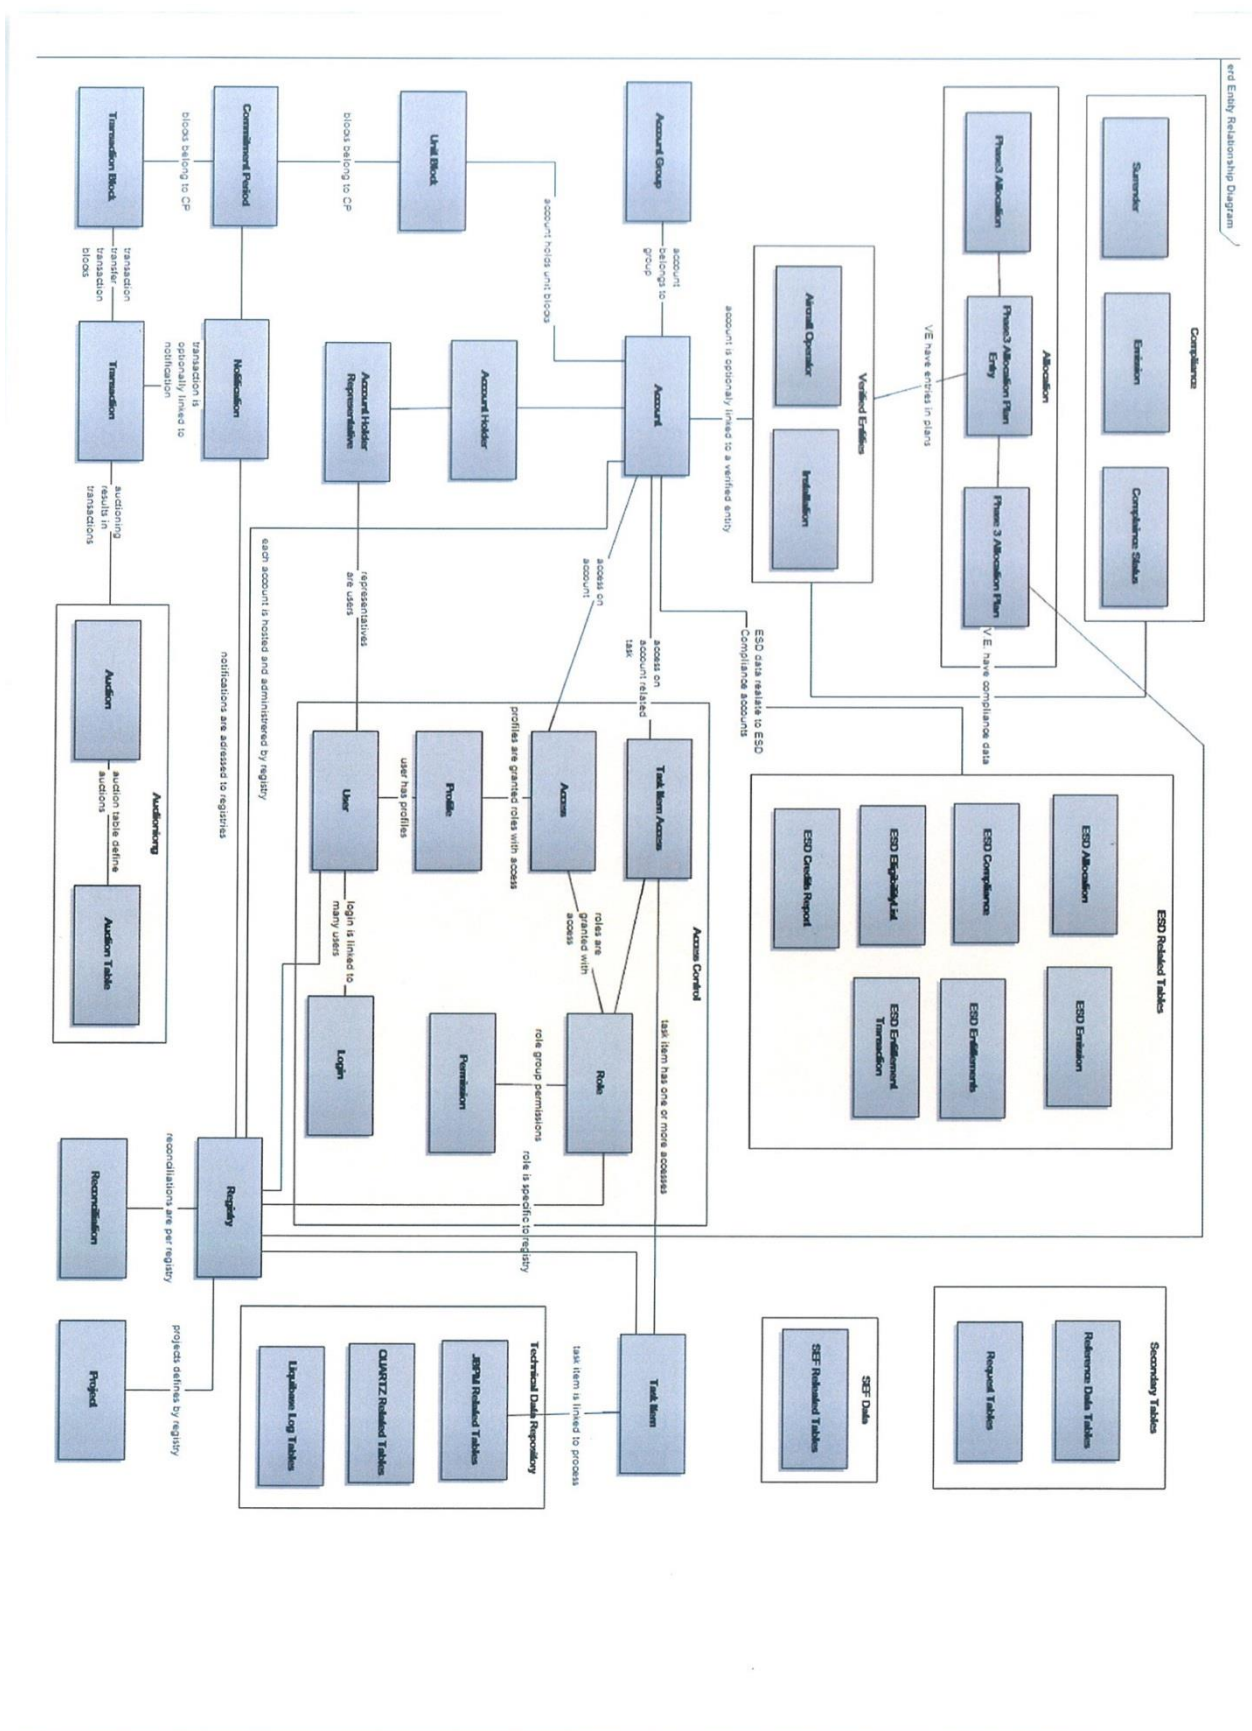 erd Entity Relationship Diagram
Compliance
Surrender
Emission
Complaince Status
Allocation
Phase3 Allocation
Phase3 Allocation Plan
Entry
Phase 3 Allocation Plan
VE have entries in plans
V.E. have compliance data
Verified Entities
Aircraft Operator
Installation
account is optionally linked to a verified entity
ESD Related Tables
ESD Allocation
ESD Emission
ESD Compliance
ESD Entitlements
ESD EligibilityList
ESD Entitlement
Transaction
ESD Credits Report
ESD data realate to ESD
Compliance accounts
Secondary Tables
Reference Data Tables
Request Tables
SEF Data
SEF Releated Tables
Account Group
account
belongs to
group
Account
access on
account related
task
access on
account
account holds unit blocks
Access Control
Task Item Access
task item has one or more accesses
Access
roles are
granted with
access
Role
profiles are granted roles with access
role group permissions
role is specific to registry
Profile
Permission
user has profiles
User
login is linked to
many users
Login
Task Item
task item is linked to process
Technical Data Repository
JBPM Related Tables
QUARTZ Related Tables
Liquibase Log Tables
Unit Block
blocks belong to CP
Account Holder
Account Holder
Representative
representatives
are users
each account is hosted and administrered by registry
Commitment Period
Notification
notifications are adressed to registries
Registry
blocks belong to CP
transaction is
optionally linked to
notification
reconciliations are per registry
projects defines by registry
Transaction Block
transaction
transfer
transaction
blocks
Transaction
auctioning
results in
transactions
Auctioniong
Auction
auction table define
auctions
Auction Table
Reconciliation
Project